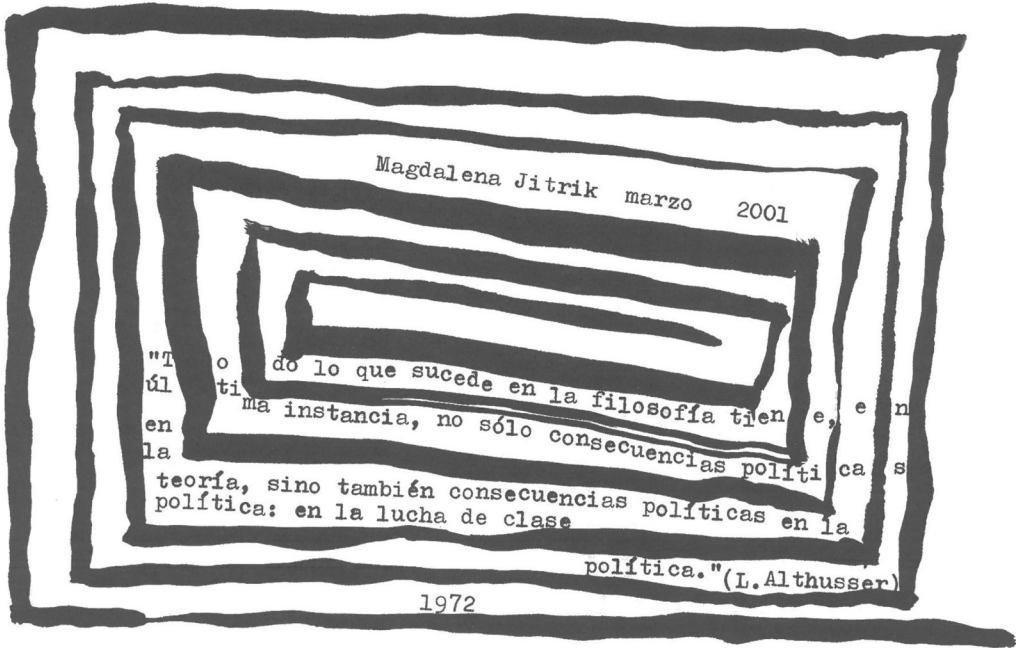 Magdalena Jitrik marzo 2001
"T o do lo que sucede en la filosofía tien e, e n
úl ti ma instancia, no sólo consecuencias políti ca s
en
la
teoría, sino también consecuencias políticas en la
política: en la lucha de clase
política."(L.Althusser)
1972